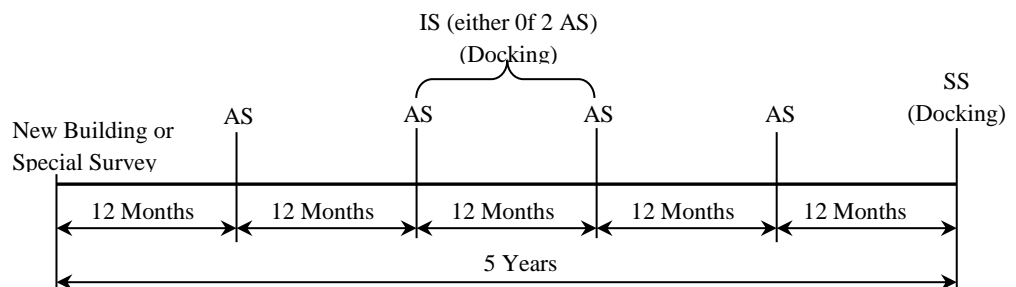 IS (either 0f 2 AS)
(Docking)
SS
(Docking)
AS
AS
AS
AS
New Building or
Special Survey
12 Months
12 Months
12 Months
12 Months
12 Months
5 Years